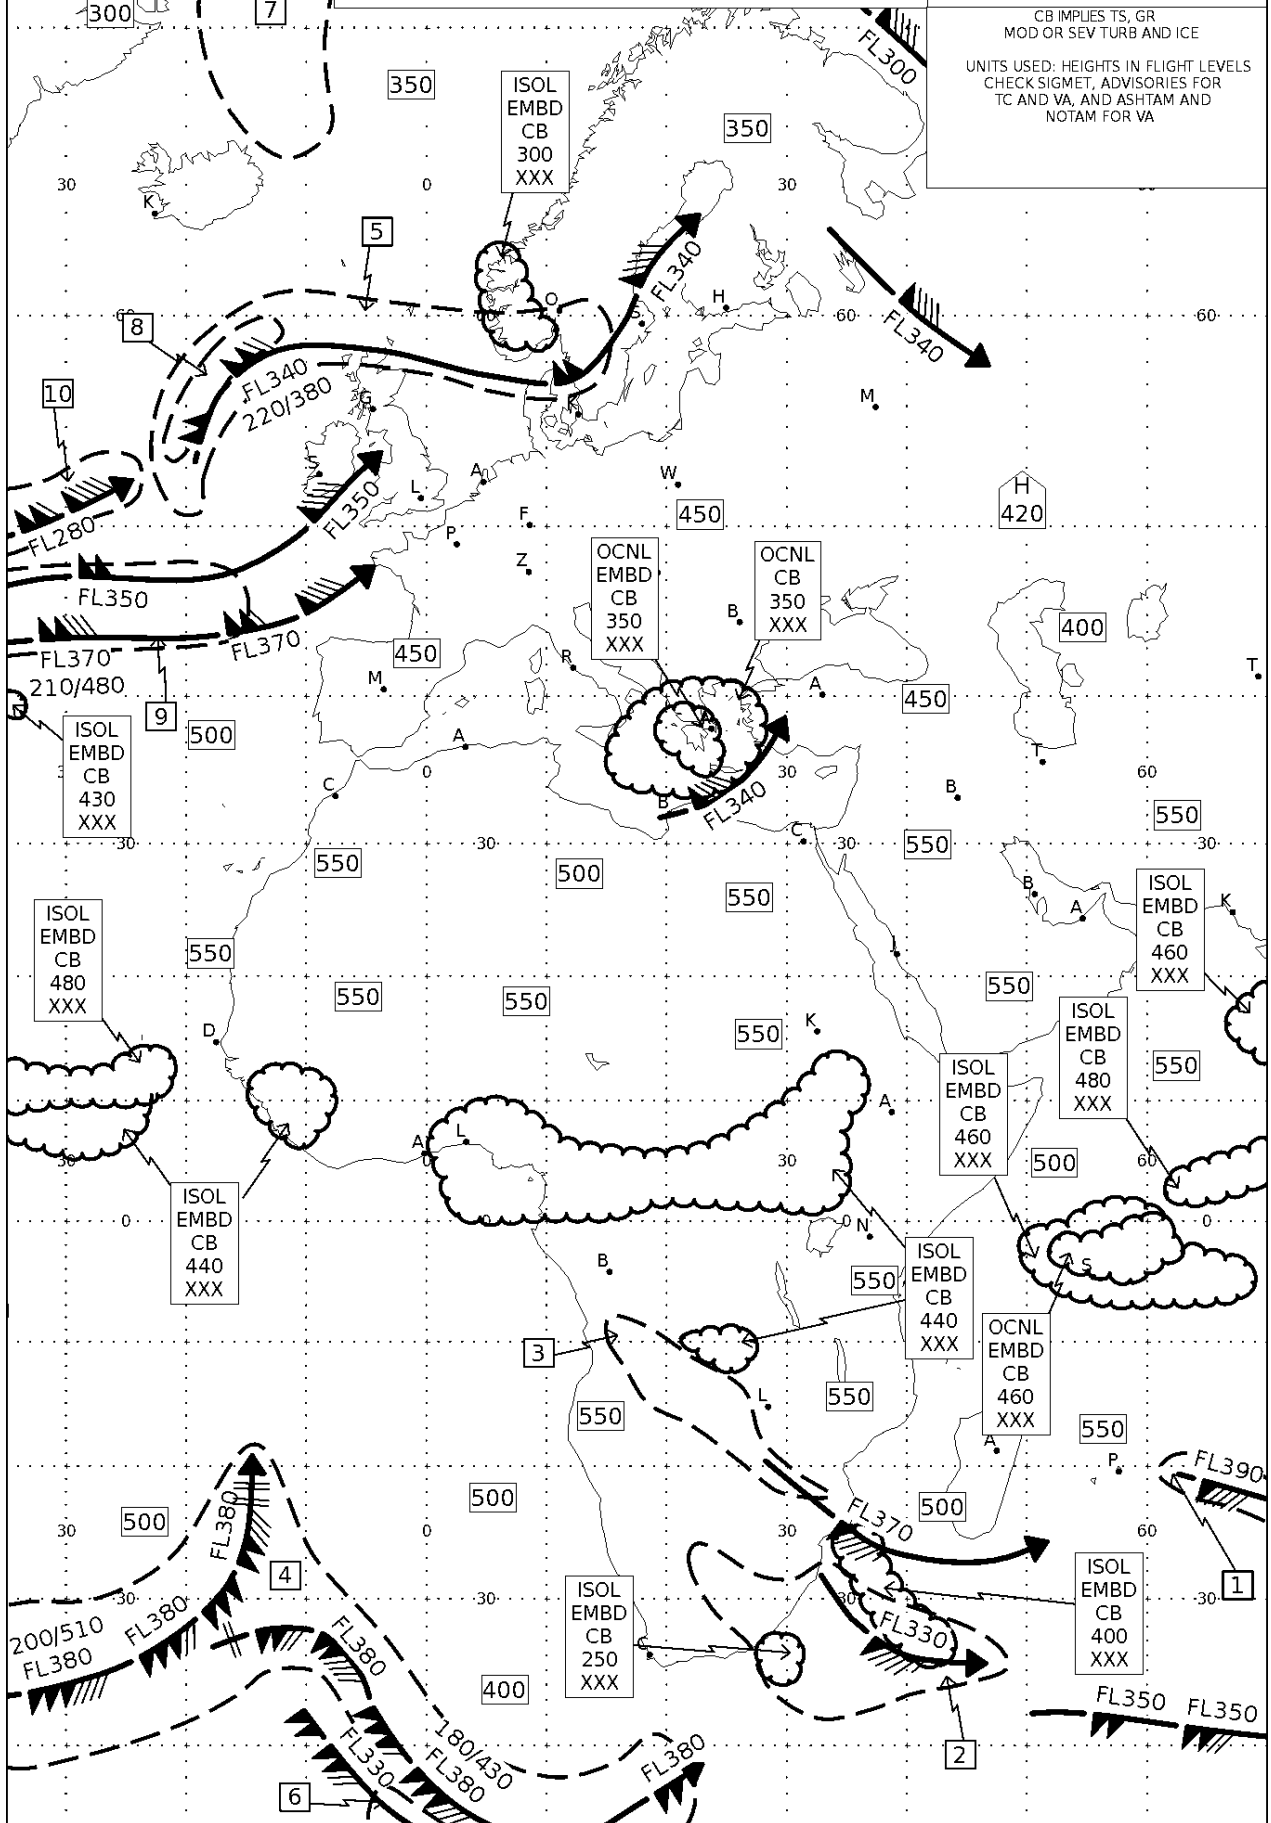 300
7
CB IMPLIES TS, GR
MOD OR SEV TURB AND ICE
UNITS USED: HEIGHTS IN FLIGHT LEVELS
CHECK SIGMET, ADVISORIES FOR
TC AND VA, AND ASHTAM AND
NOTAM FOR VA
FL300
350
ISOL
EMBD
CB
300
XXX
350
30
0
30
K
5
FL340
O
H
S
60
60
60
8
FL340
FL340
220/380
10
G
K
M
S
L
A
W
FL350
H
420
450
F
P
Z
FL280
FL350
OCNL
EMBD
CB
350
XXX
OCNL
CB
350
XXX
B
400
FL370
FL370
210/480
450
R
M
T
A
450
9
ISOL
EMBD
CB
430
XXX
500
A
A
0
30
60
T
C
B
B
FL340
550
30
30
30
C
550
550
500
550
ISOL
EMBD
CB
460
XXX
B
A
K
ISOL
EMBD
CB
480
XXX
550
J
550
550
550
D
K
550
ISOL
EMBD
CB
480
XXX
550
ISOL
EMBD
CB
460
XXX
A
A
L
30
30
60
500
ISOL
EMBD
CB
440
XXX
0
0
0
0
N
B
S
550
ISOL
EMBD
CB
440
XXX
3
OCNL
EMBD
CB
460
XXX
550
L
550
A
550
P
FL390
500
500
500
FL370
30
0
30
60
FL380
4
1
ISOL
EMBD
CB
400
XXX
ISOL
EMBD
CB
250
XXX
30
30
30
200/510
FL380
FL380
FL380
FL330
C
400
FL350
FL350
2
180/430
FL380
FL330
FL380
6